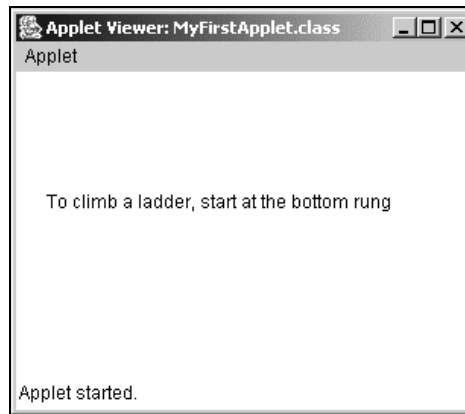 Applet Viewer: MyFirstApplet.class
Applet
To climb a ladder, start at the bottom rung
Applet started.